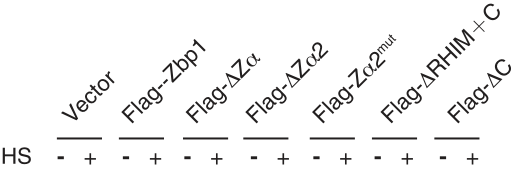 Vector Flag--Zbp1 Flag-ΔZα Flag-ΔZα2 Flag-Zα2mut Flag-ΔRHIM+C Flag-ΔC
HS - + - + - + - + - + - + - +